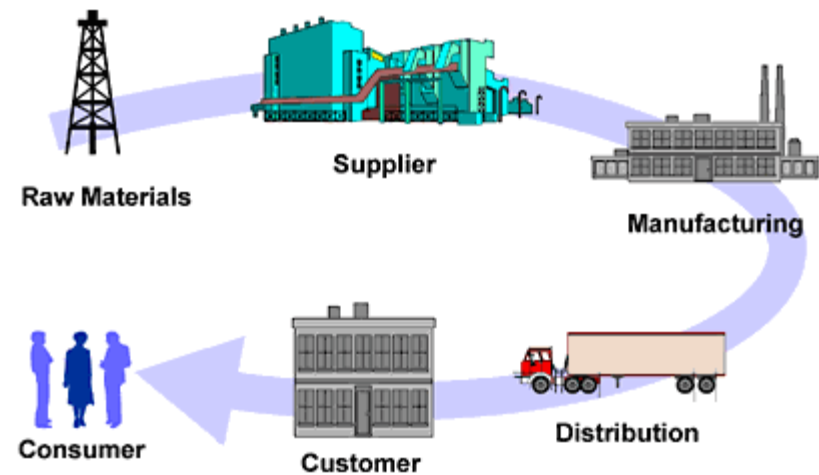 Raw Materials
Supplier
Manufacturing
Distribution
Customer
Consumer